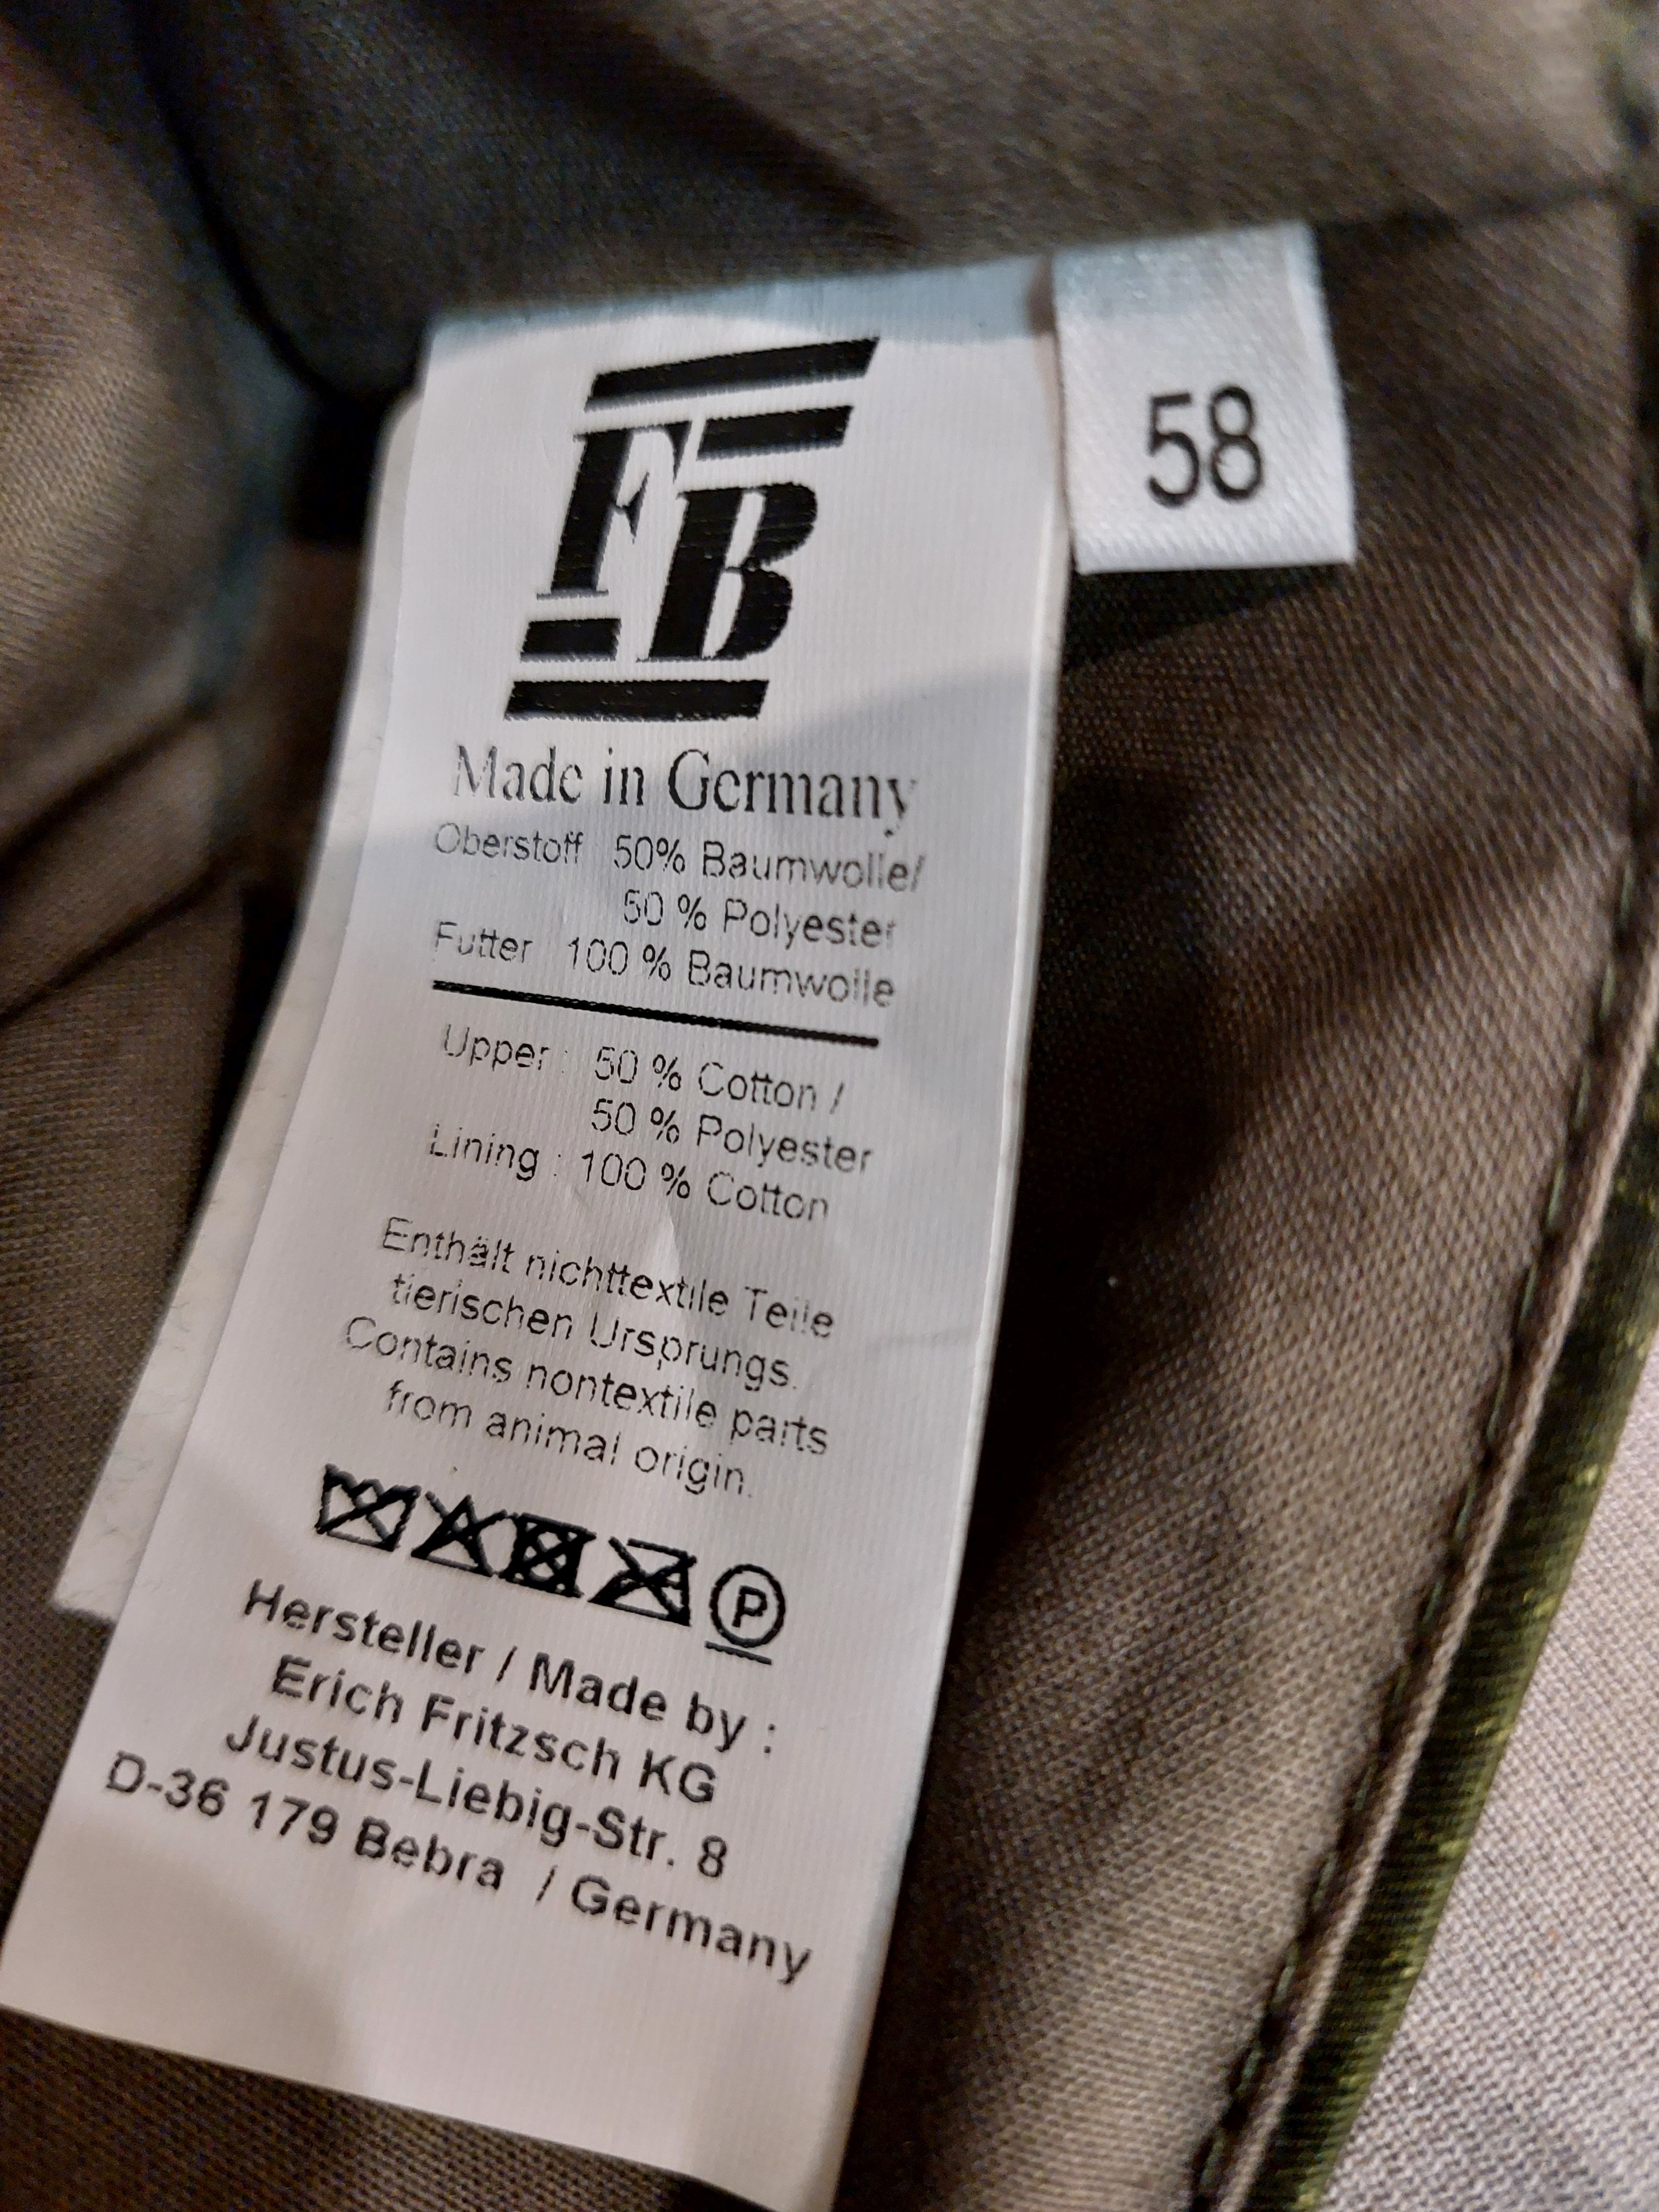 FB
58
Made in Germany
Oberstoff 50% Baumwolle/
50 % Polyester
Futter 100 % Baumwolle
Upper : 50 % Cotton /
50 % Polyester
Lining : 100 % Cotton
Enthält nichttextile Teile
tierischen Ursprungs.
Contains nontextile parts
from animal origin.
P
Hersteller / Made by :
Erich Fritzsch KG
Justus-Liebig-Str. 8
D-36 179 Bebra / Germany